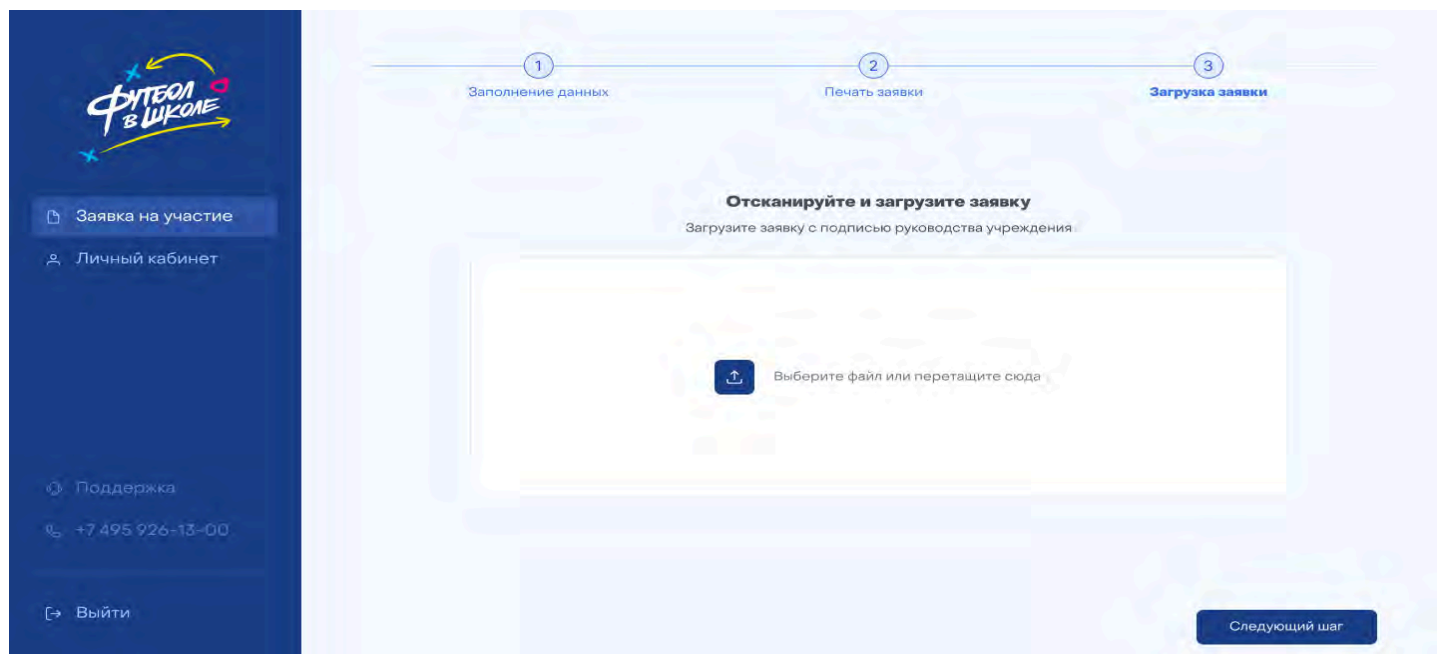 ФУТБОЛ
В ШКОЛЕ
Заявка на участие
Личный кабинет
Поддержка
+7 495 926-13-00
Выйти
1
Заполнение данных
2
Печать заявки
3
Загрузка заявки
Отсканируйте и загрузите заявку
Загрузите заявку с подписью руководства учреждения
Выберите файл или перетащите сюда
Следующий шаг